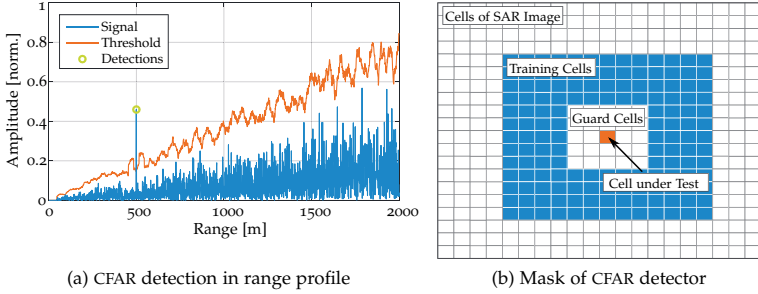 Amplitude [norm.]
1
0.8
0.6
0.4
0.2
0
Signal
Threshold
Detections
0
500
1000
1500
2000
Range [m]
(a) CFAR detection in range profile
Cells of SAR Image
Training Cells
Guard Cells
Cell under Test
(b) Mask of CFAR detector